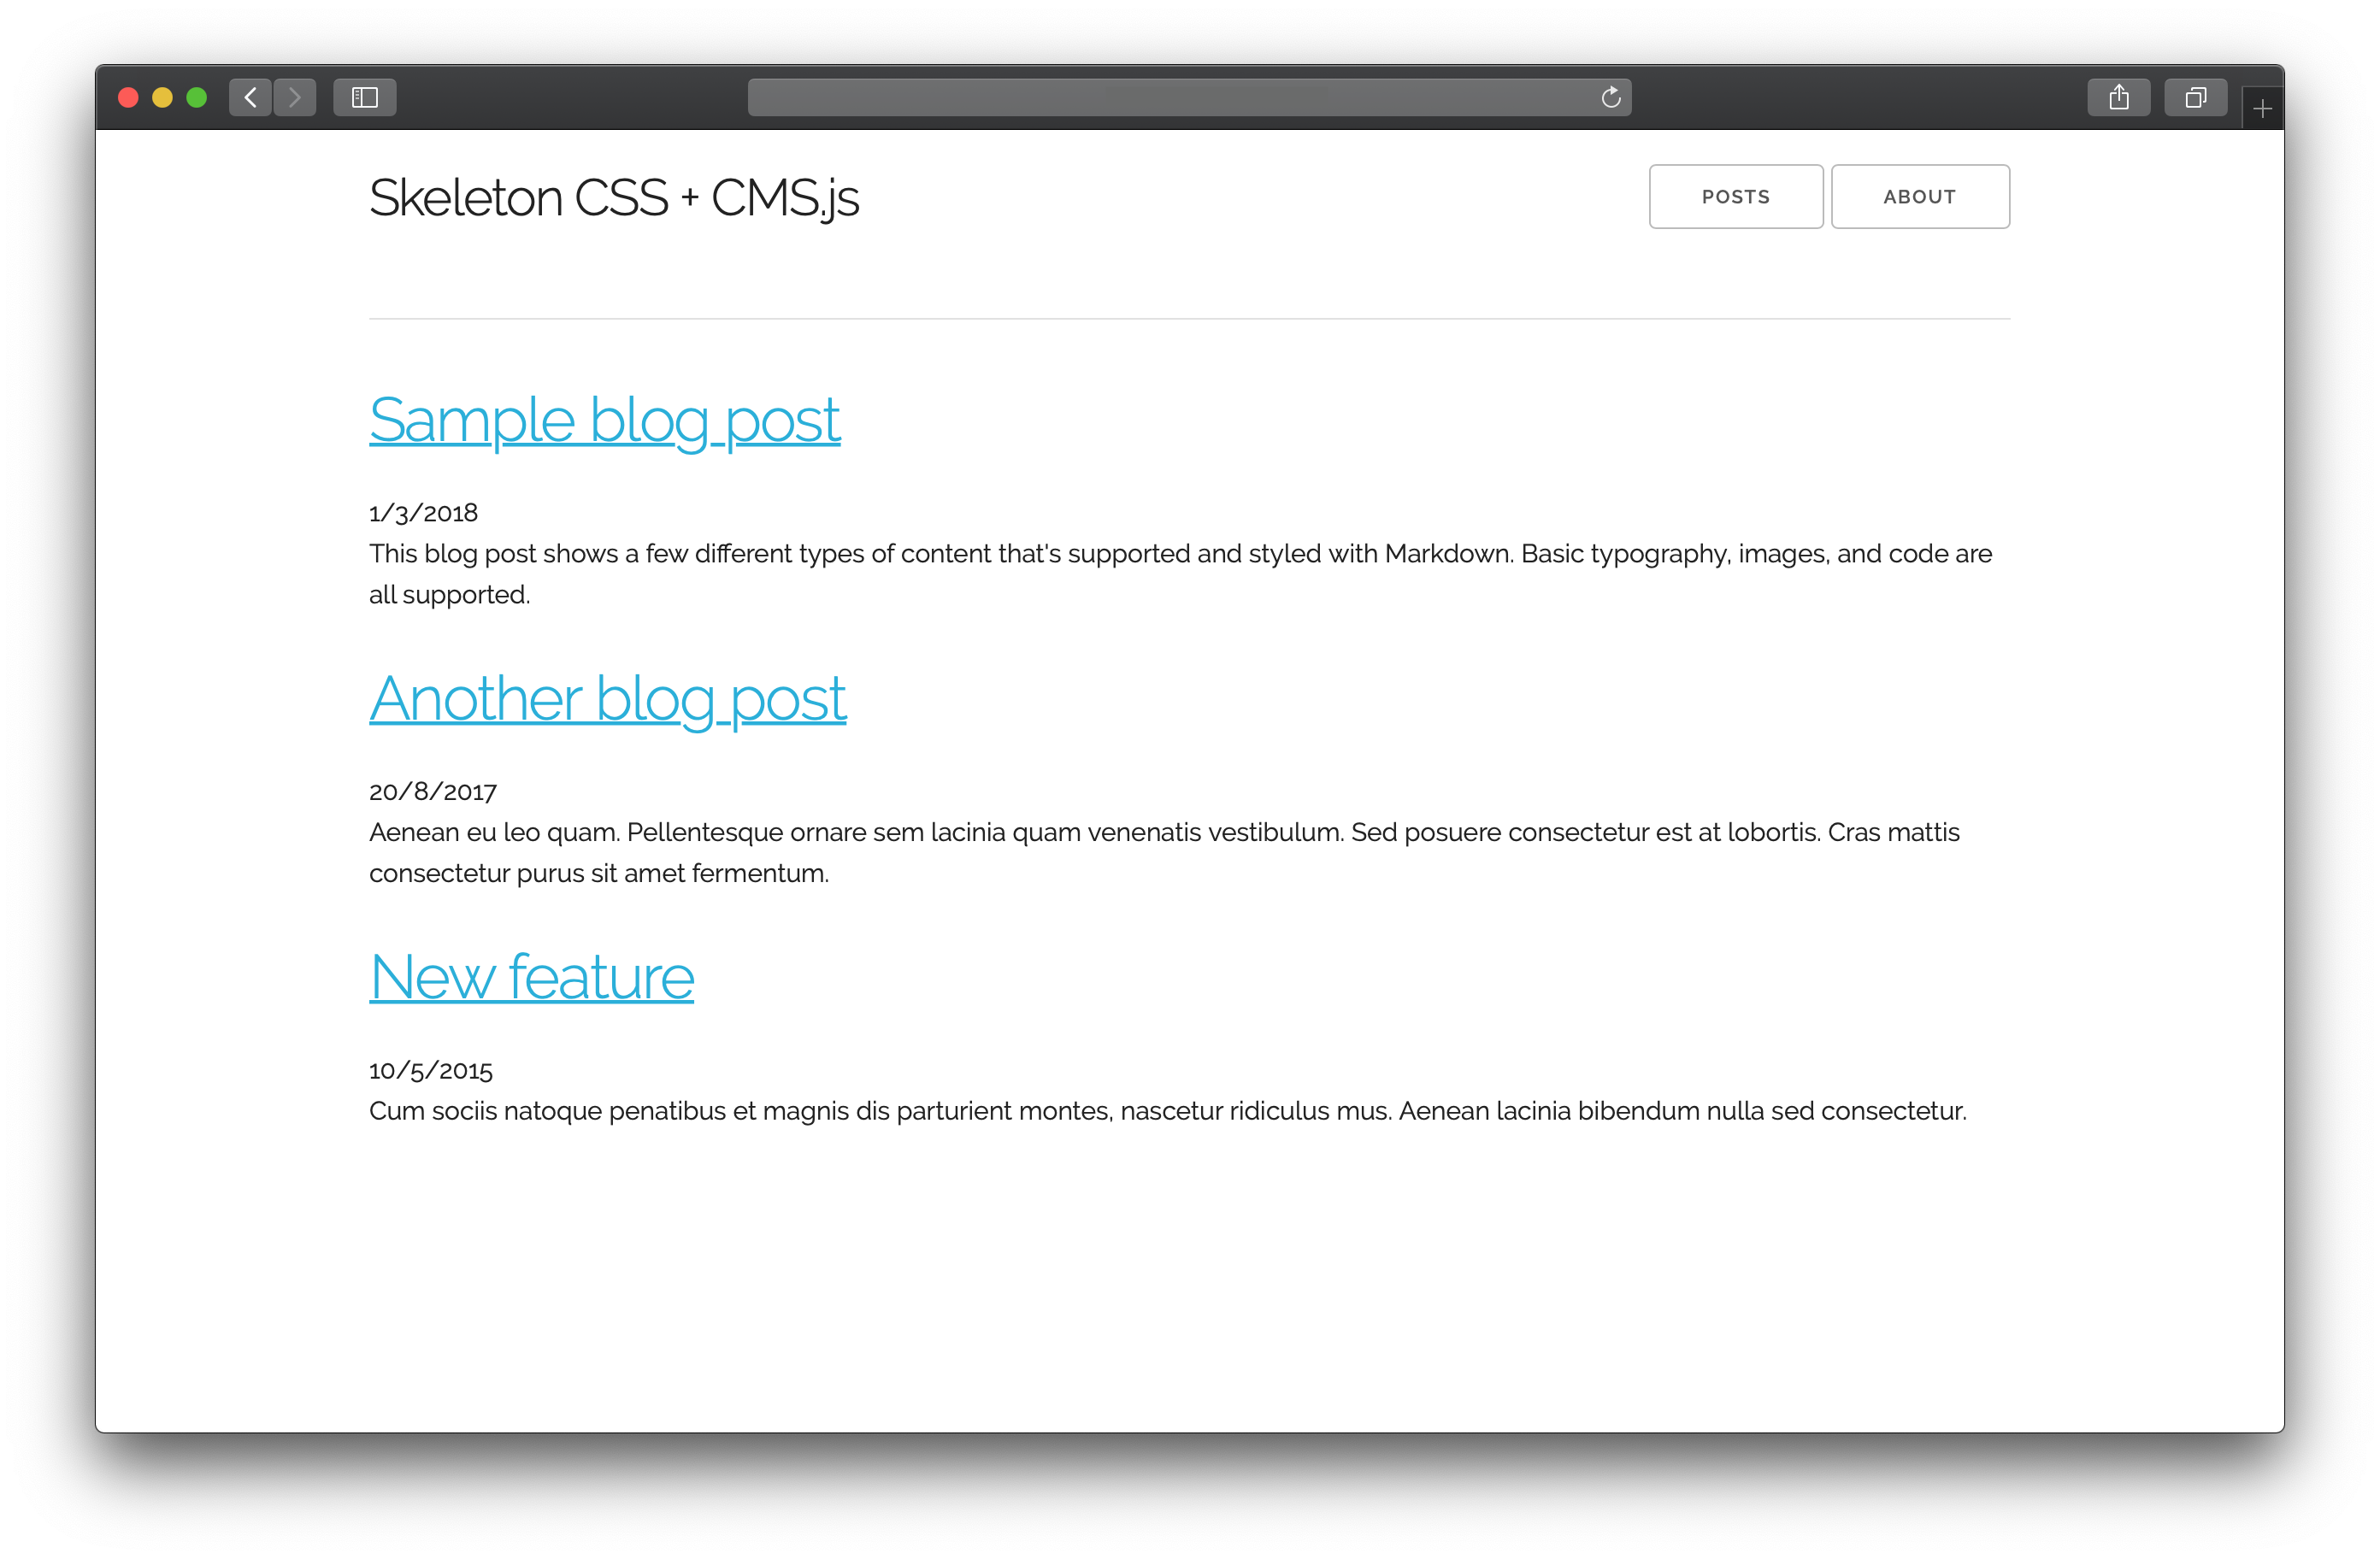 Skeleton CSS + CMS.js
POSTS
ABOUT
Sample blog post
1/3/2018
This blog post shows a few different types of content that's supported and styled with Markdown. Basic typography, images, and code are
all supported.
Another blog post
20/8/2017
Aenean eu leo quam. Pellentesque ornare sem lacinia quam venenatis vestibulum. Sed posuere consectetur est at lobortis. Cras mattis
consectetur purus sit amet fermentum.
New feature
10/5/2015
Cum sociis natoque penatibus et magnis dis parturient montes, nascetur ridiculus mus. Aenean lacinia bibendum nulla sed consectetur.